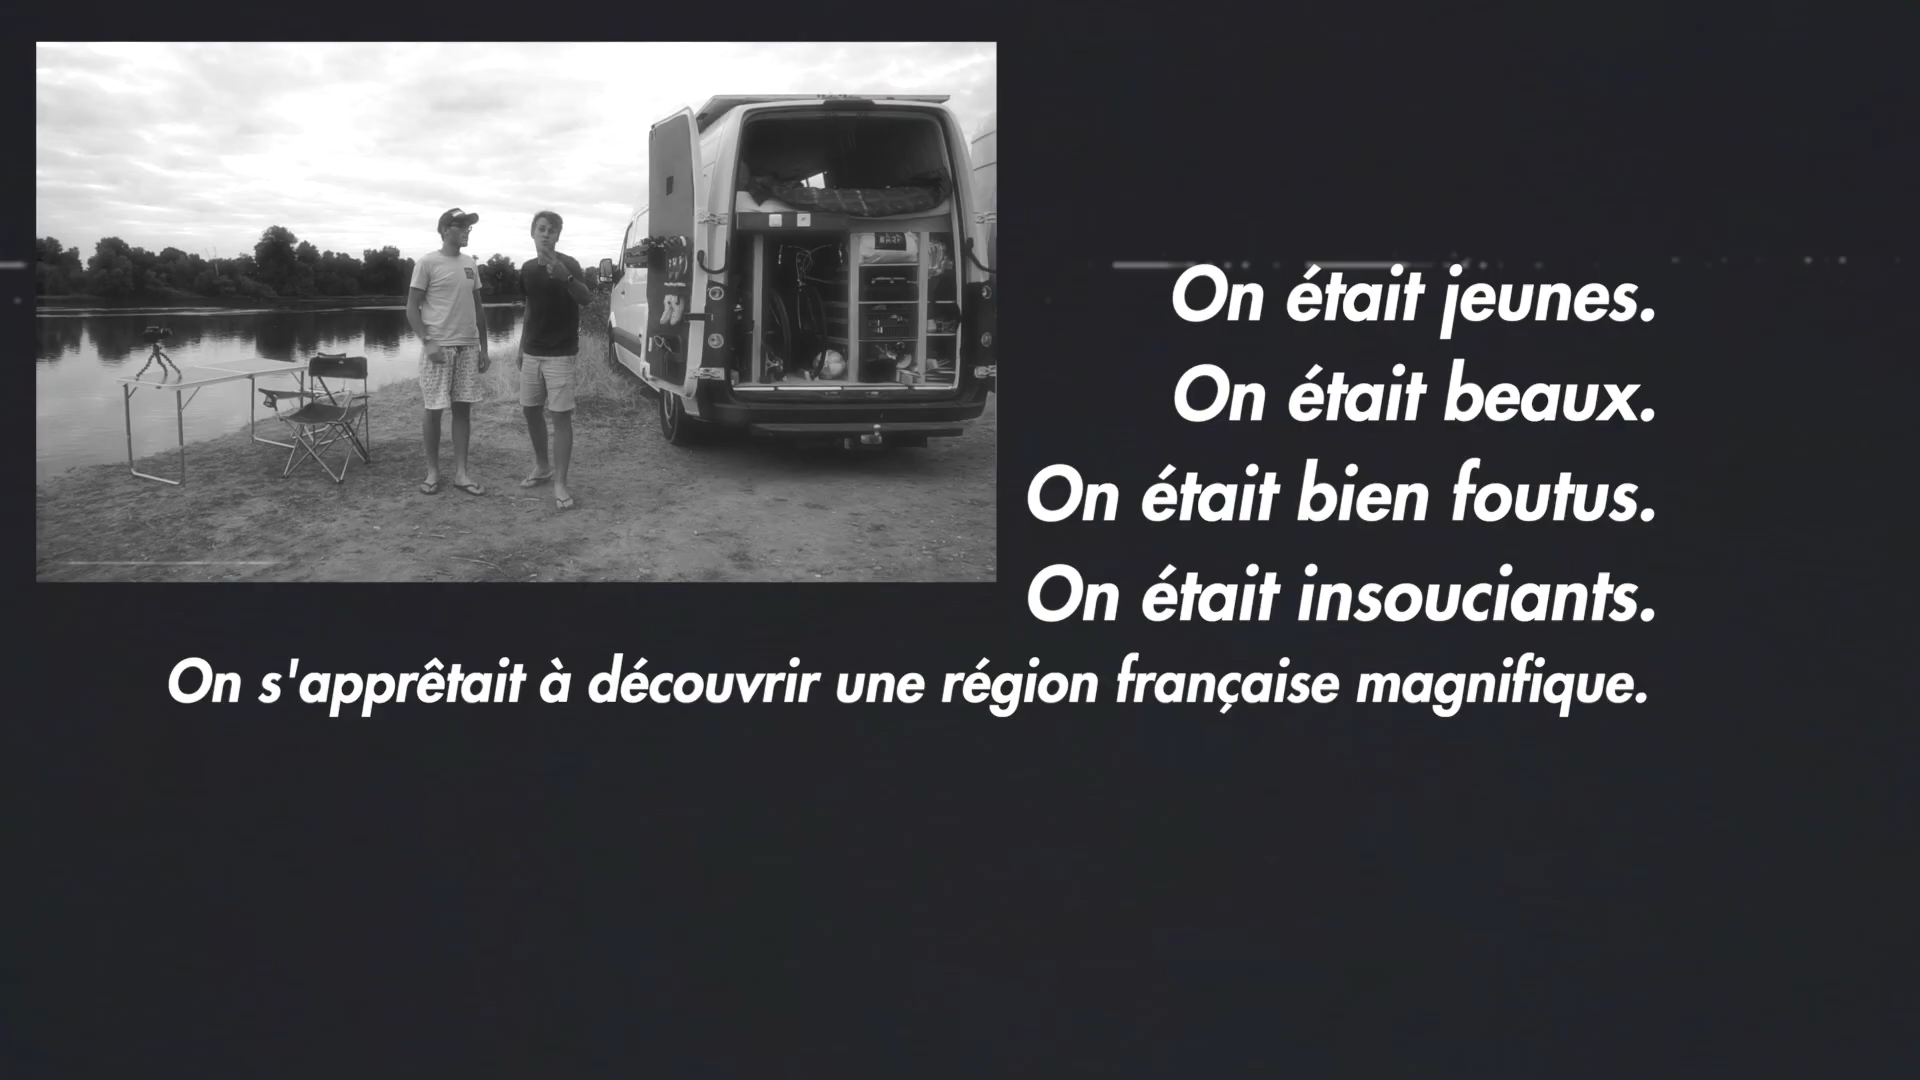 On était jeunes.
On était beaux.
On était bien foutus.
On était insouciants.
On s'apprêtait à découvrir une région française magnifique.